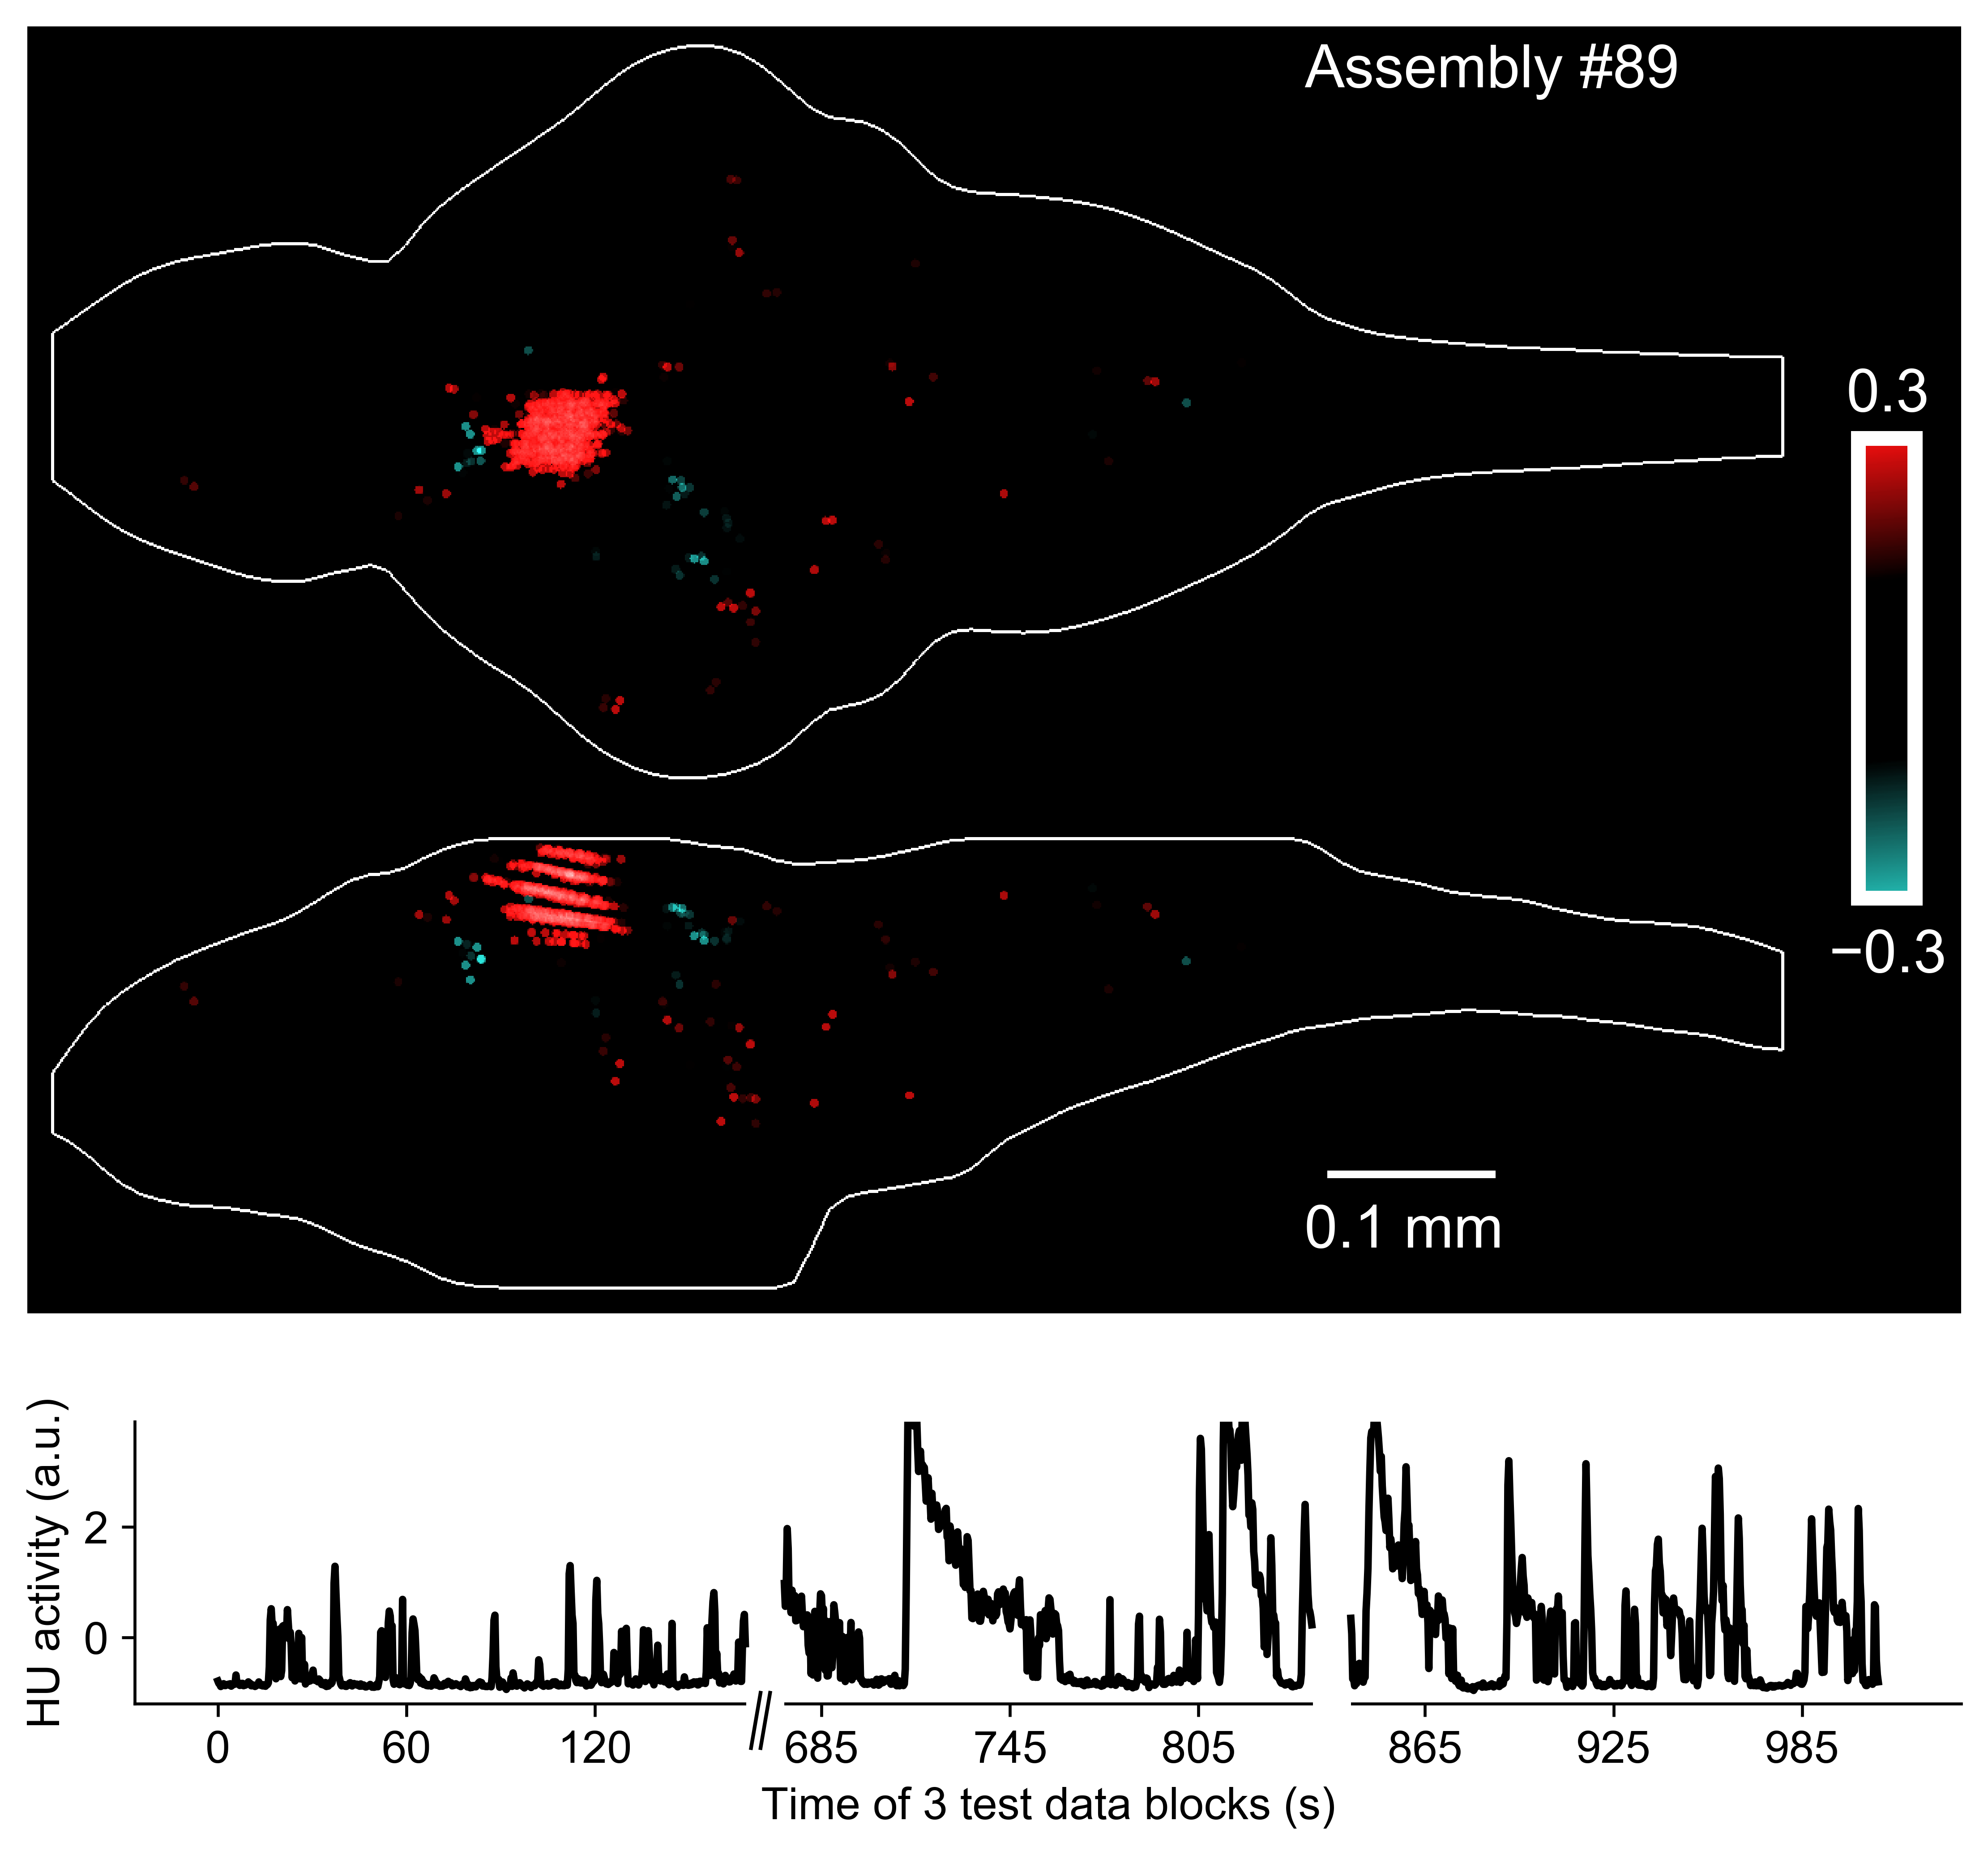 Assembly #89
0.3
−0.3
0.1 mm
HU activity (a.u.)
2
0
0 60 120 685 745 805 865 925 985
Time of 3 test data blocks (s)